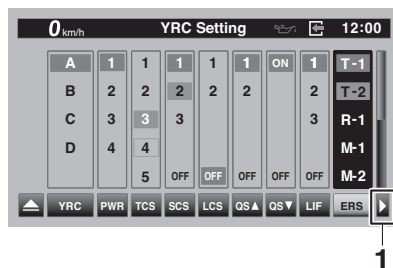 0 km/h YRC Setting 12:00
A 1 1 1 1 1 ON 1 T-1
B 2 2 2 2 2 2 T-2
C 3 3 3 3 R-1
D 4 4 M-1
5 OFF OFF OFF OFF OFF M-2
YRC PWR TCS SCS LCS QS▲ QS▼ LIF ERS
1